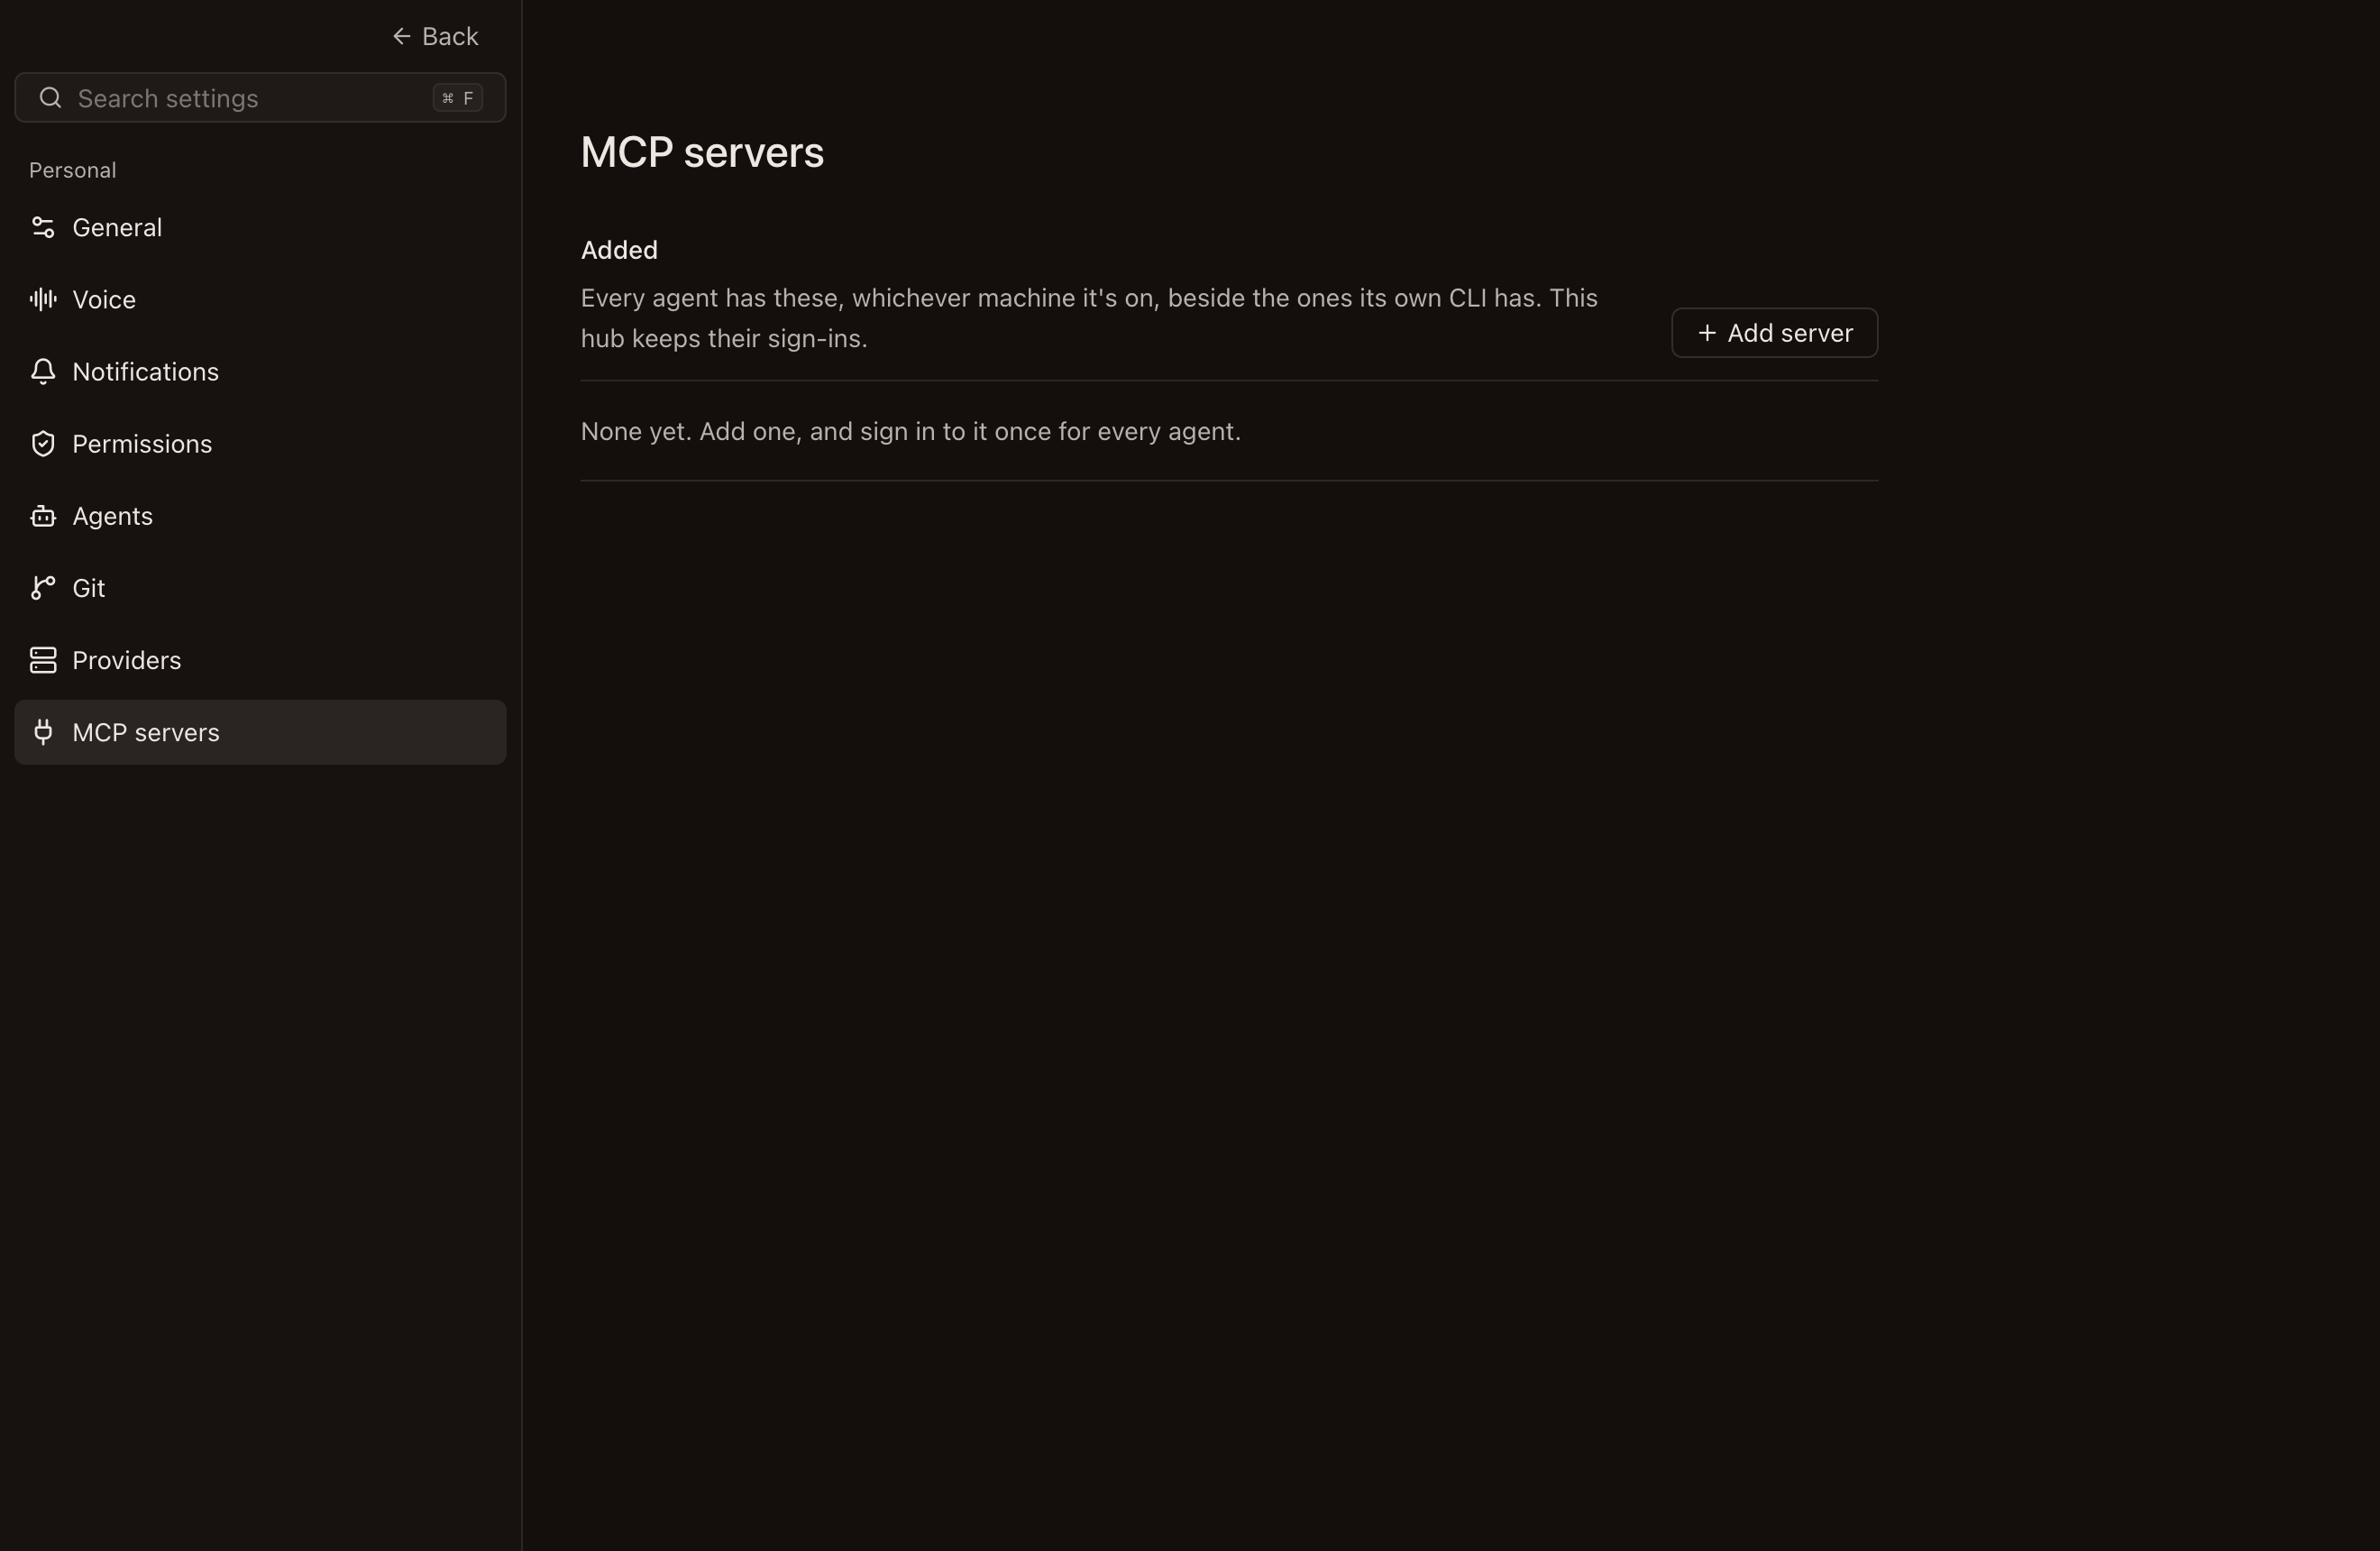 Back
Search settings
⌘ F
Personal
General
Voice
Notifications
Permissions
Agents
Git
Providers
MCP servers
MCP servers
Added
Every agent has these, whichever machine it's on, beside the ones its own CLI has. This
hub keeps their sign-ins.
+ Add server
None yet. Add one, and sign in to it once for every agent.